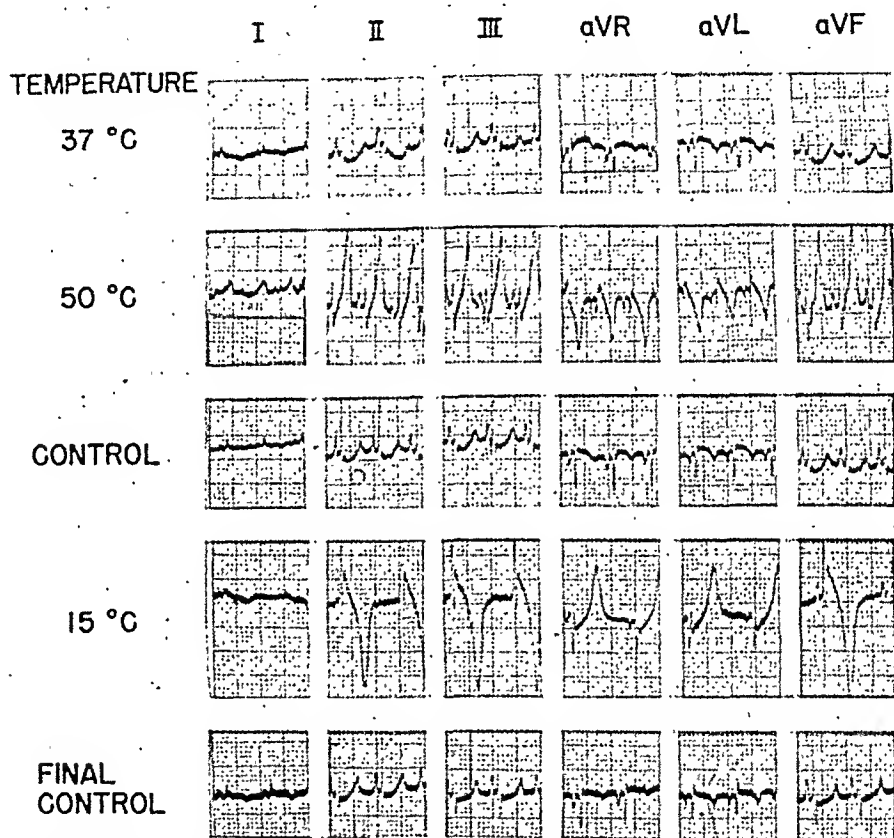 I II III aVR aVL aVF
TEMPERATURE
37 °C
50 °C
CONTROL
15 °C
FINAL
CONTROL